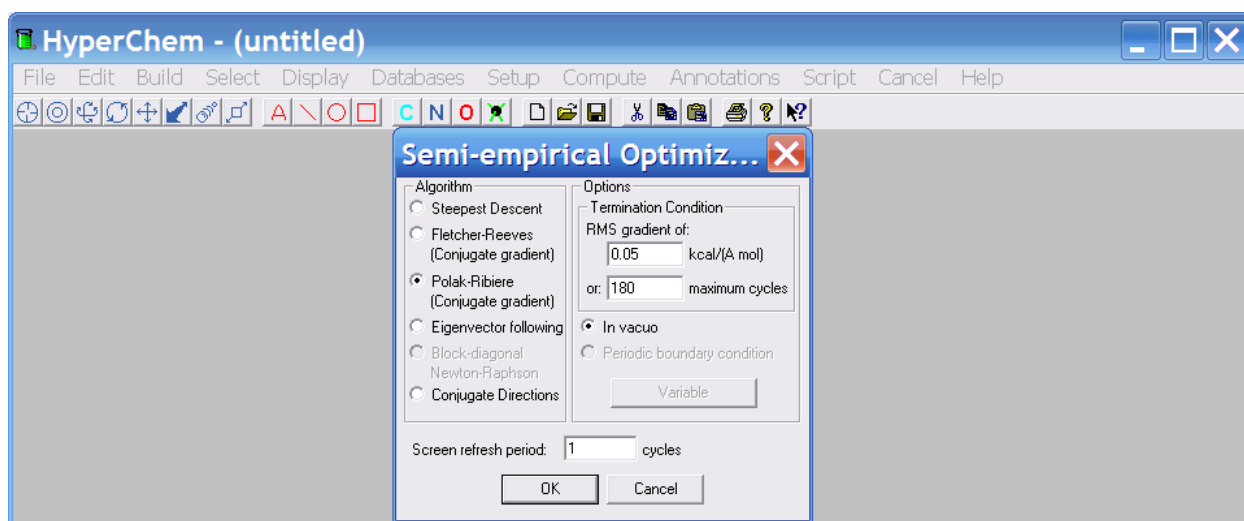 HyperChem - (untitled)
File Edit Build Select Display Databases Setup Compute Annotations Script Cancel Help
A C N O ? ?
Semi-empirical Optimiz...
Algorithm
Steepest Descent
Fletcher-Reeves
(Conjugate gradient)
Polak-Ribiere
(Conjugate gradient)
Eigenvector following
Block-diagonal
Newton-Raphson
Conjugate Directions
Options
Termination Condition
RMS gradient of:
0.05 kcal/(A mol)
or: 180 maximum cycles
In vacuo
Periodic boundary condition
Variable
Screen refresh period: 1 cycles
OK Cancel